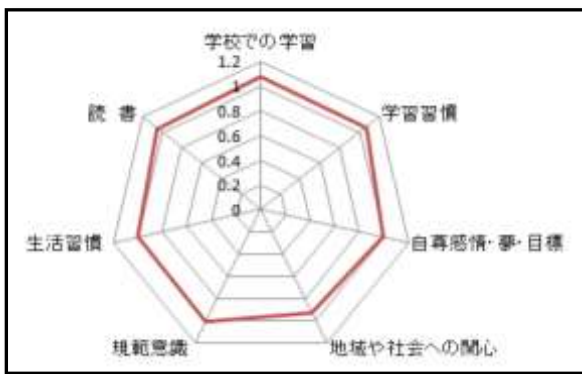 学校での学習
1.2
1
0.8
0.6
0.4
0.2
0
読 書
学習習慣
生活習慣
自尊感情・夢・目標
規範意識
地域や社会への関心